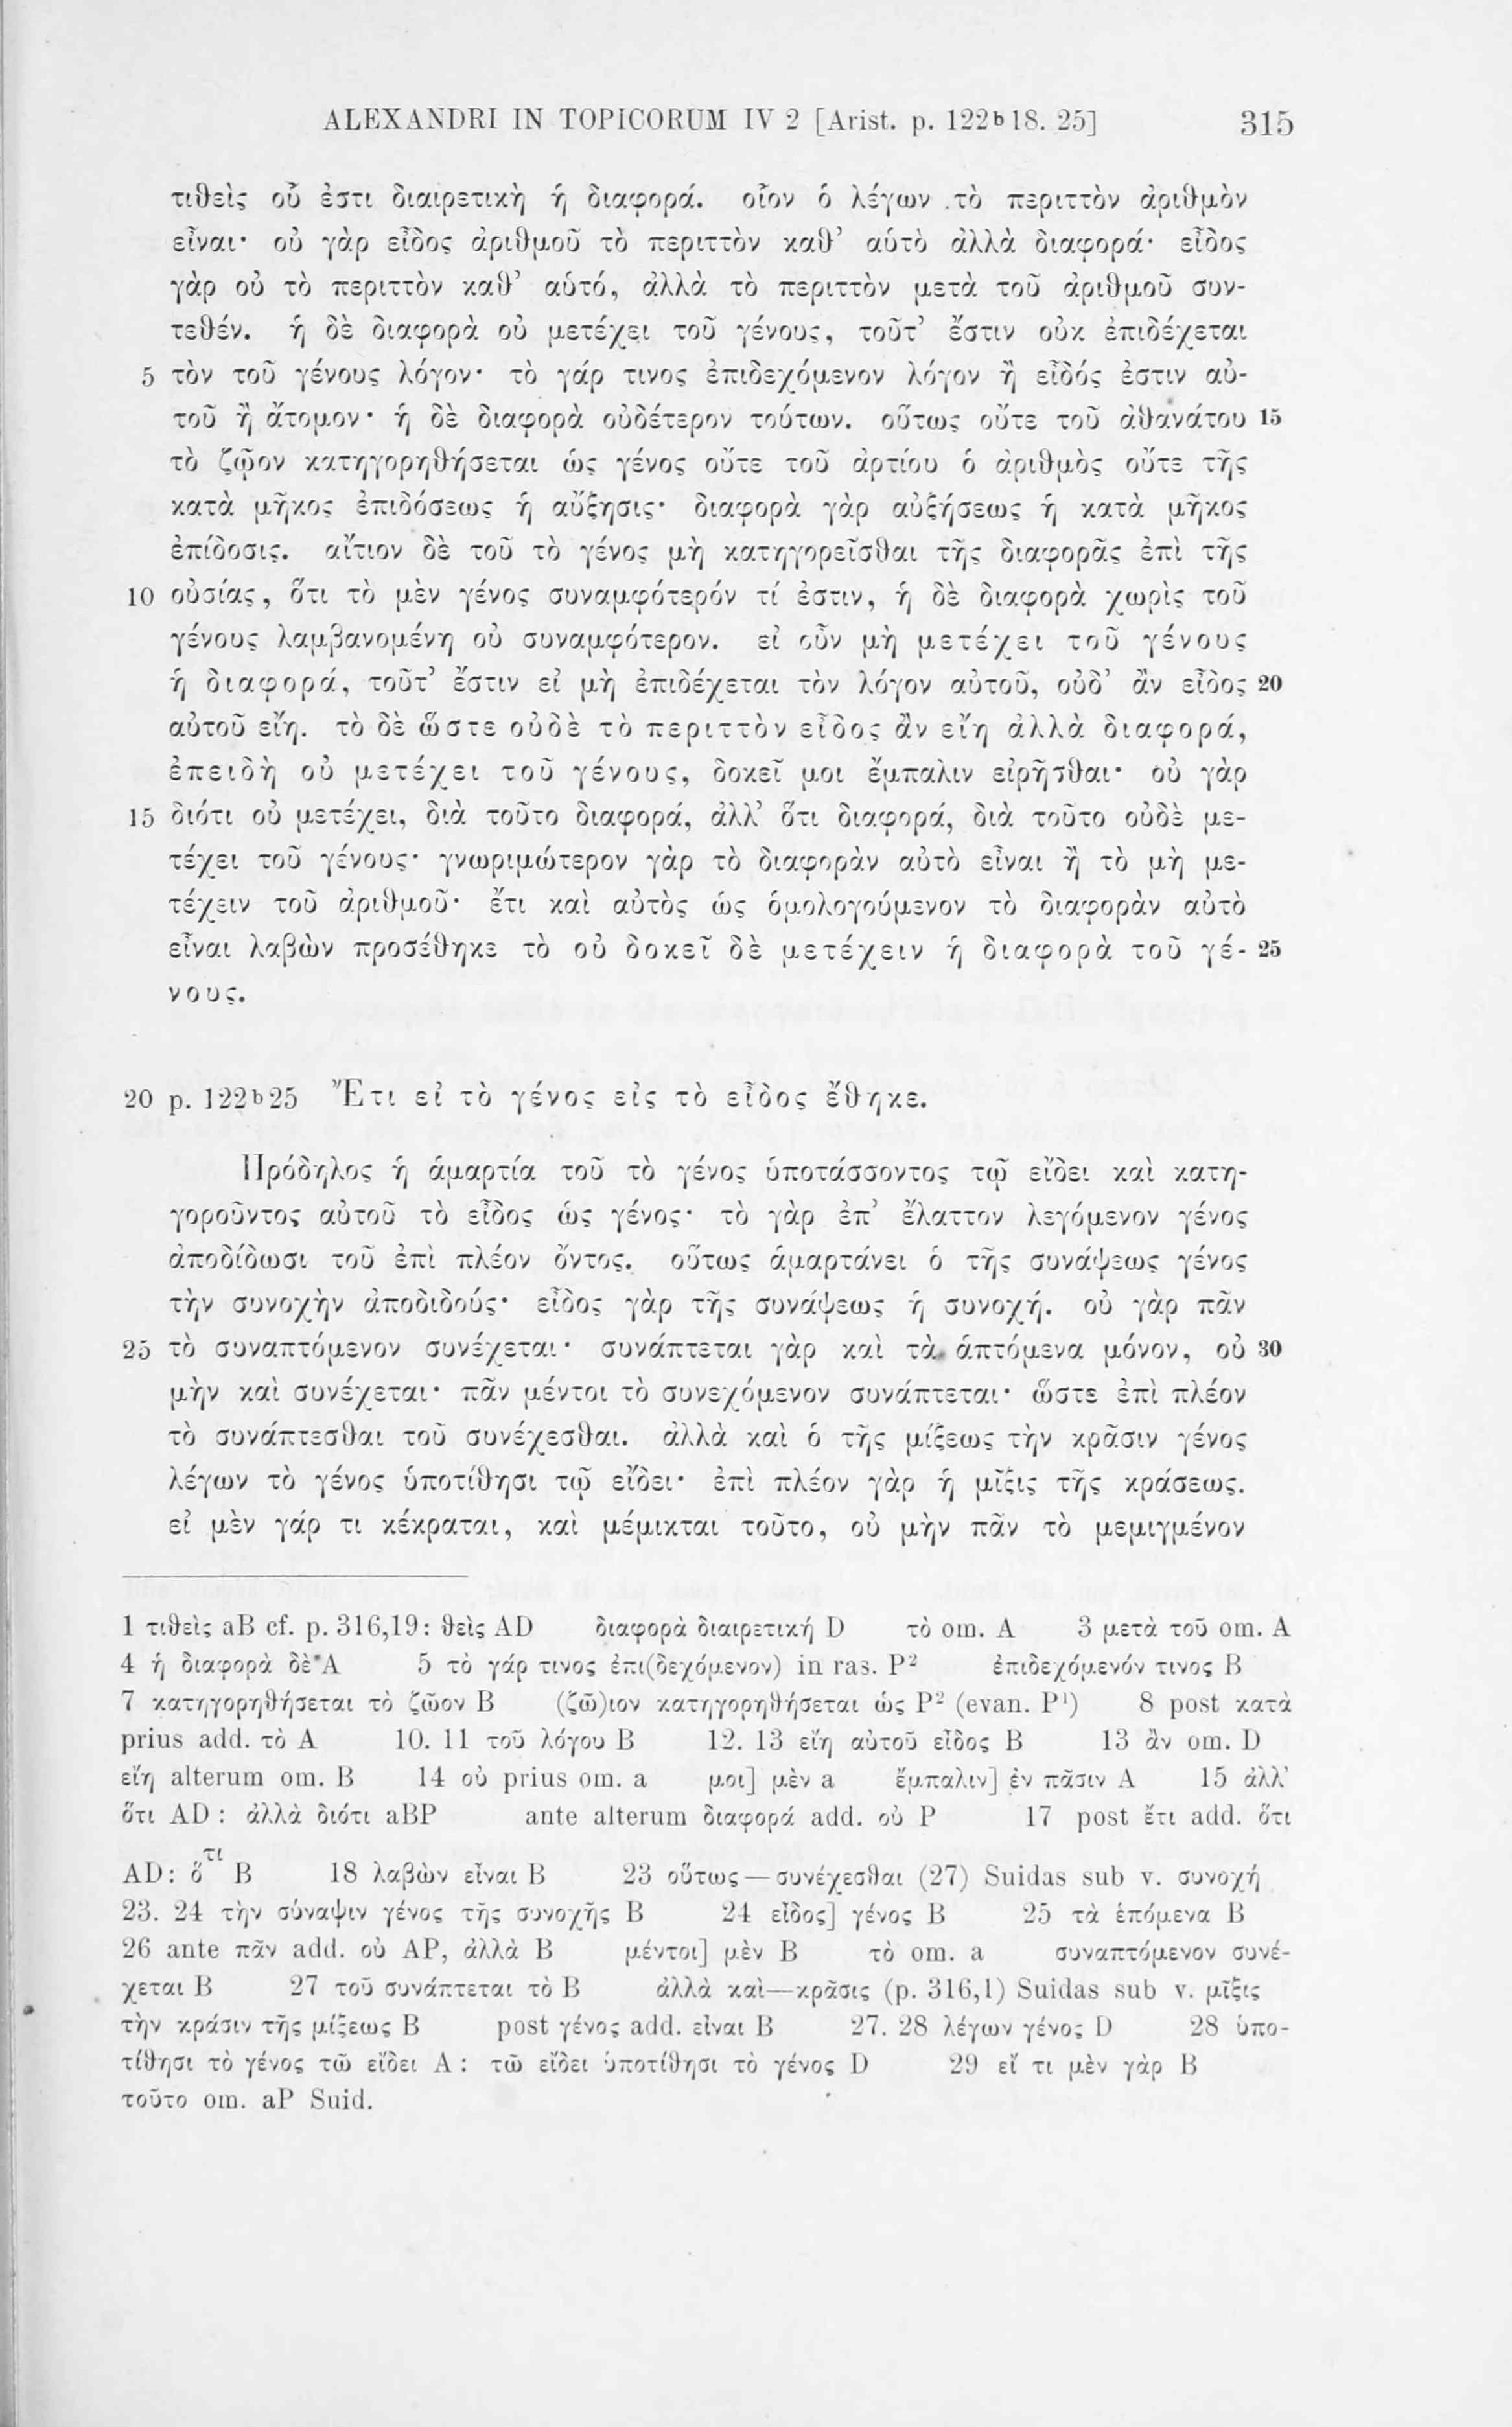 ALEXANDRI IN TOPICORUM IV 2 [Arist. p. 122b18. 25] 315
τιθεὶς οὗ ἐστι διαιρετικὴ ἡ διαφορά. οἷον ὁ λέγων τὸ περιττὸν ἀριθμὸν
εἶναι· οὐ γὰρ εἶδος ἀριθμοῦ τὸ περιττὸν καθ’ αὑτὸ ἀλλὰ διαφορά· εἶδος
γὰρ οὐ τὸ περιττὸν καθ’ αὑτό, ἀλλὰ τὸ περιττὸν μετὰ τοῦ ἀριθμοῦ συν-
τεθέν. ἡ δὲ διαφορὰ οὐ μετέχει τοῦ γένους, τοῦτ’ ἔστιν οὐκ ἐπιδέχεται
5 τὸν τοῦ γένους λόγον· τὸ γάρ τινος ἐπιδεχόμενον λόγον ἢ εἶδός ἐστιν αὐ-
τοῦ ἢ ἄτομον· ἡ δὲ διαφορὰ οὐδέτερον τούτων. οὕτως οὔτε τοῦ ἀθανάτου 15
τὸ ζῷον κατηγορηθήσεται ὡς γένος οὔτε τοῦ ἀρτίου ὁ ἀριθμὸς οὔτε τῆς
κατὰ μῆκος ἐπιδόσεως ἡ αὔξησις· διαφορὰ γὰρ αὐξήσεως ἡ κατὰ μῆκος
ἐπίδοσις. αἴτιον δὲ τοῦ τὸ γένος μὴ κατηγορεῖσθαι τῆς διαφορᾶς ἐπὶ τῆς
10 οὐσίας, ὅτι τὸ μὲν γένος συναμφότερόν τί ἐστιν, ἡ δὲ διαφορὰ χωρὶς τοῦ
γένους λαμβανομένη οὐ συναμφότερον. εἰ οὖν μὴ μετέχει τοῦ γένους
ἡ διαφορά, τοῦτ’ ἔστιν εἰ μὴ ἐπιδέχεται τὸν λόγον αὐτοῦ, οὐδ’ ἂν εἶδος 20
αὐτοῦ εἴη. τὸ δὲ ὥστε οὐδὲ τὸ περιττὸν εἶδος ἂν εἴη ἀλλὰ διαφορά,
ἐπειδὴ οὐ μετέχει τοῦ γένους, δοκεῖ μοι ἔμπαλιν εἰρῆσθαι· οὐ γὰρ
15 διότι οὐ μετέχει, διὰ τοῦτο διαφορά, ἀλλ’ ὅτι διαφορά, διὰ τοῦτο οὐδὲ με-
τέχει τοῦ γένους· γνωριμώτερον γὰρ τὸ διαφορὰν αὐτὸ εἶναι ἢ τὸ μὴ με-
τέχειν τοῦ ἀριθμοῦ· ἔτι καὶ αὐτὸς ὡς ὁμολογούμενον τὸ διαφορὰν αὐτὸ
εἶναι λαβὼν προσέθηκε τὸ οὐ δοκεῖ δὲ μετέχειν ἡ διαφορὰ τοῦ γέ- 25
νους.
20 p. 122b25 Ἔτι εἰ τὸ γένος εἰς τὸ εἶδος ἔθηκε.
Πρόδηλος ἡ ἁμαρτία τοῦ τὸ γένος ὑποτάσσοντος τῷ εἴδει καὶ κατη-
γοροῦντος αὐτοῦ τὸ εἶδος ὡς γένος· τὸ γὰρ ἐπ’ ἔλαττον λεγόμενον γένος
ἀποδίδωσι τοῦ ἐπὶ πλέον ὄντος. οὕτως ἁμαρτάνει ὁ τῆς συνάψεως γένος
τὴν συνοχὴν ἀποδιδούς· εἶδος γὰρ τῆς συνάψεως ἡ συνοχή. οὐ γὰρ πᾶν
25 τὸ συναπτόμενον συνέχεται· συνάπτεται γὰρ καὶ τὰ ἁπτόμενα μόνον, οὐ 30
μὴν καὶ συνέχεται· πᾶν μέντοι τὸ συνεχόμενον συνάπτεται· ὥστε ἐπὶ πλέον
τὸ συνάπτεσθαι τοῦ συνέχεσθαι. ἀλλὰ καὶ ὁ τῆς μίξεως τὴν κρᾶσιν γένος
λέγων τὸ γένος ὑποτίθησι τῷ εἴδει· ἐπὶ πλέον γὰρ ἡ μῖξις τῆς κράσεως.
εἰ μὲν γάρ τι κέκραται, καὶ μέμικται τοῦτο, οὐ μὴν πᾶν τὸ μεμιγμένον
1 τιθεὶς aB cf. p. 316,19: θεὶς AD διαφορὰ διαιρετική D τὸ om. A 3 μετὰ τοῦ om. A
4 ἡ διαφορὰ δὲ A 5 τὸ γάρ τινος ἐπι(δεχόμενον) in ras. P² ἐπιδεχόμενόν τινος B
7 κατηγορηθήσεται τὸ ζῶον B (ζῶ)ιον κατηγορηθήσεται ὡς P² (evan. P¹) 8 post κατὰ
prius add. τὸ A 10. 11 τοῦ λόγου B 12. 13 εἴη αὐτοῦ εἶδος B 13 ἂν om. D
εἴη alterum om. B 14 οὐ prius om. a μοι] μὲν a ἔμπαλιν] ἐν πᾶσιν A 15 ἀλλ’
ὅτι AD : ἀλλὰ διότι aBP ante alterum διαφορά add. οὐ P 17 post ἔτι add. ὅτι
AD: ὅτι B 18 λαβὼν εἶναι B 23 οὕτως — συνέχεσθαι (27) Suidas sub v. συνοχή
23. 24 τὴν σύναψιν γένος τῆς συνοχῆς B 24 εἶδος] γένος B 25 τὰ ἑπόμενα B
26 ante πᾶν add. οὐ AP, ἀλλὰ B μέντοι] μὲν B τὸ om. a συναπτόμενον συνέ-
χεται B 27 τοῦ συνάπτεται τὸ B ἀλλὰ καὶ—κρᾶσις (p. 316,1) Suidas sub v. μῖξις
τὴν κράσιν τῆς μίξεως B post γένος add. εἶναι B 27. 28 λέγων γένος D 28 ὑπο-
τίθησι τὸ γένος τῶ εἴδει A : τῶ εἴδει ὑποτίθησι τὸ γένος D 29 εἴ τι μὲν γὰρ B
τοῦτο om. aP Suid.